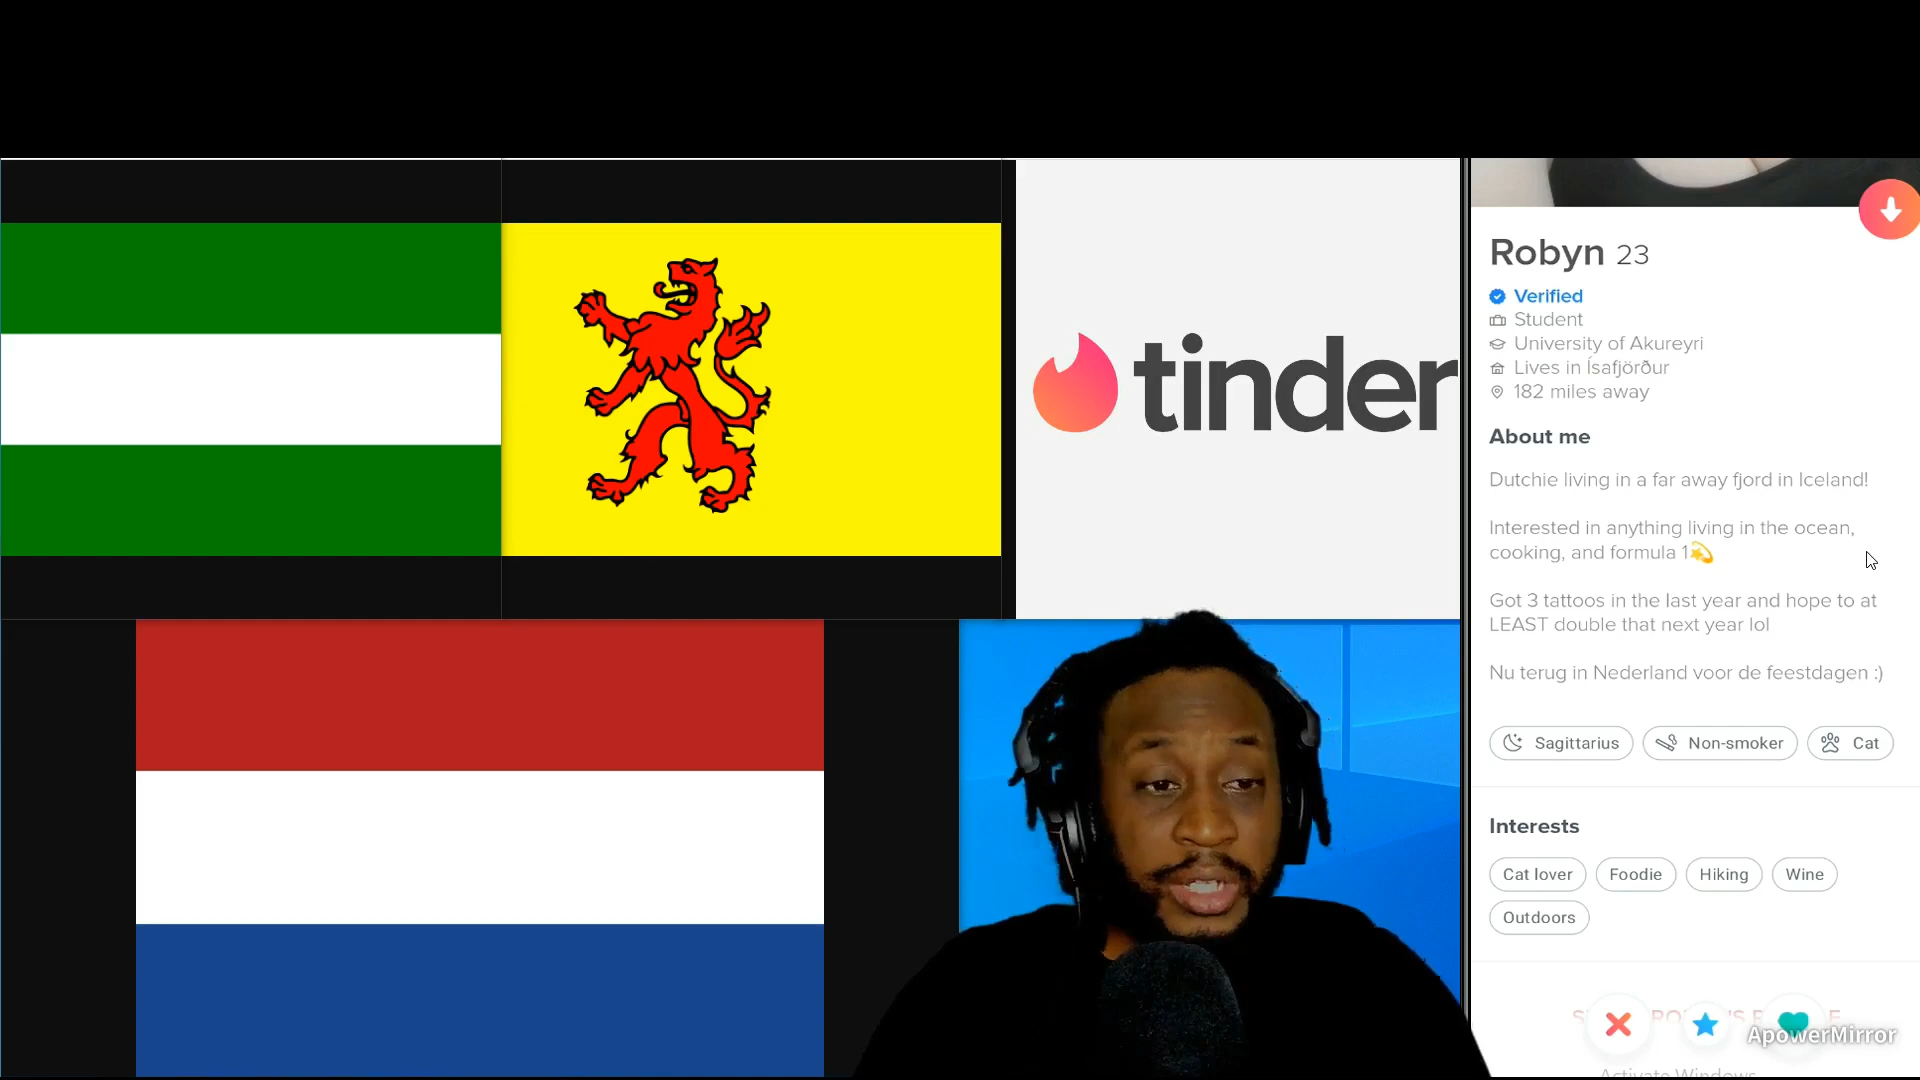 tinder
Robyn 23
Verified
Student
University of Akureyri
Lives in Ísafjörður
182 miles away
About me
Dutchie living in a far away fjord in Iceland!
Interested in anything living in the ocean,
cooking, and formula 1💫
Got 3 tattoos in the last year and hope to at
LEAST double that next year lol
Nu terug in Nederland voor de feestdagen :)
Sagittarius Non-smoker Cat
Interests
Cat lover Foodie Hiking Wine
Outdoors
ApowerMirror
Activate Windows